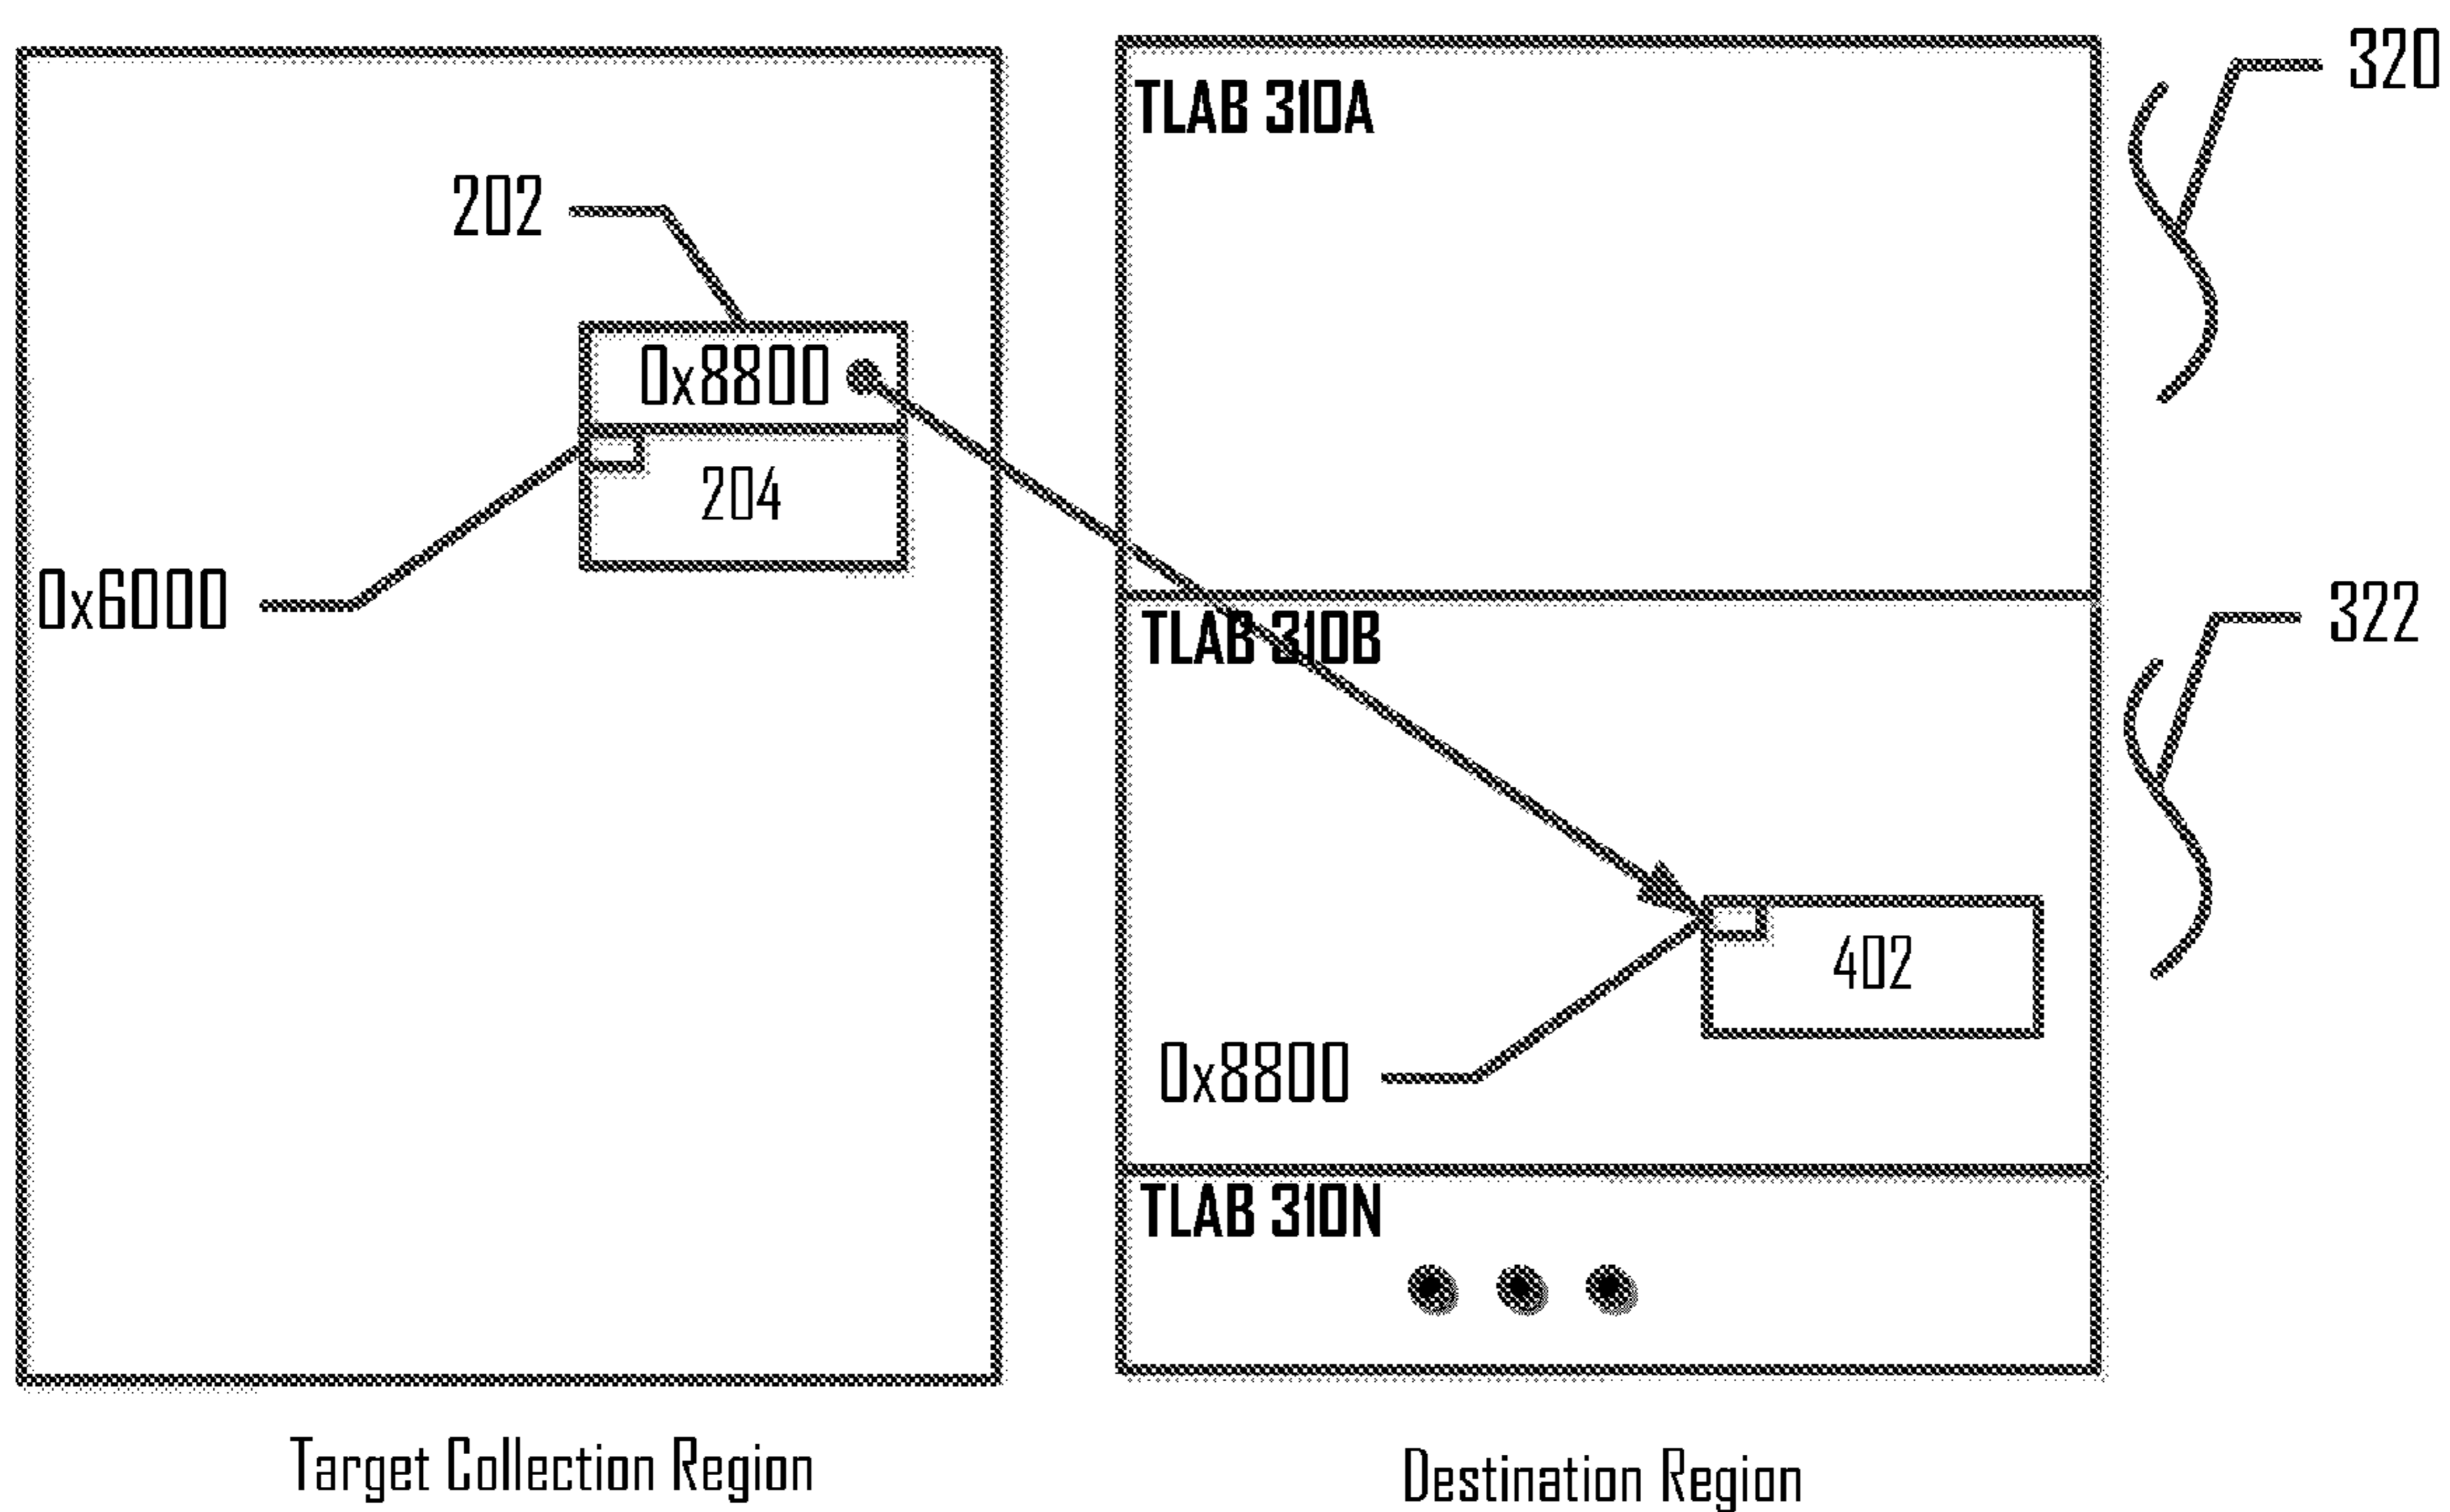 320
TLAB 310A
202
0x8800
204
0x6000
322
TLAB 310B
402
0x8800
TLAB 310N
Target Collection Region
Destination Region